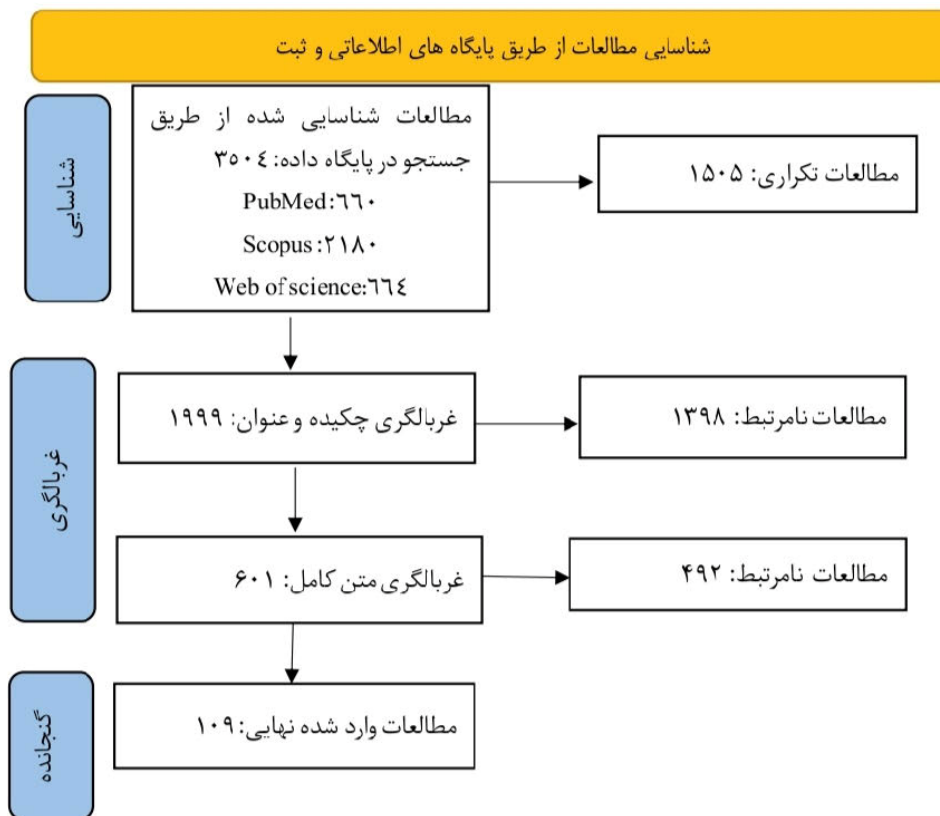 شناسایی مطالعات از طریق پایگاه های اطلاعاتی و ثبت
شناسایی
مطالعات شناسایی شده از طریق
جستجو در پایگاه داده: ٣٥٠٤
PubMed:٦٦٠
Scopus:٢١٨٠
Web of science:٦٦٤
مطالعات تکراری: ۱۵۰۵
غربالگری
غربالگری چکیده و عنوان: ۱۹۹۹
مطالعات نامرتبط: ۱۳۹۸
غربالگری متن کامل: ۶۰۱
مطالعات نامرتبط: ۴۹۲
گنجانده
مطالعات وارد شده نهایی: ۱۰۹